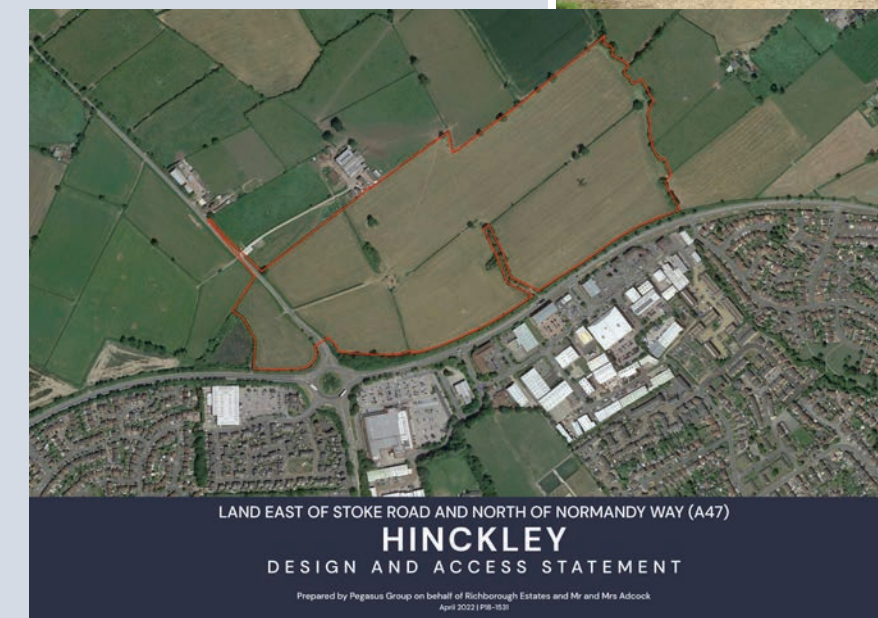 LAND EAST OF STOKE ROAD AND NORTH OF NORMANDY WAY (A47)
HINCKLEY
DESIGN AND ACCESS STATEMENT
Prepared by Pegasus Group on behalf of Richborough Estates and Mr and Mrs Adcock
April 2022 | P18-1531